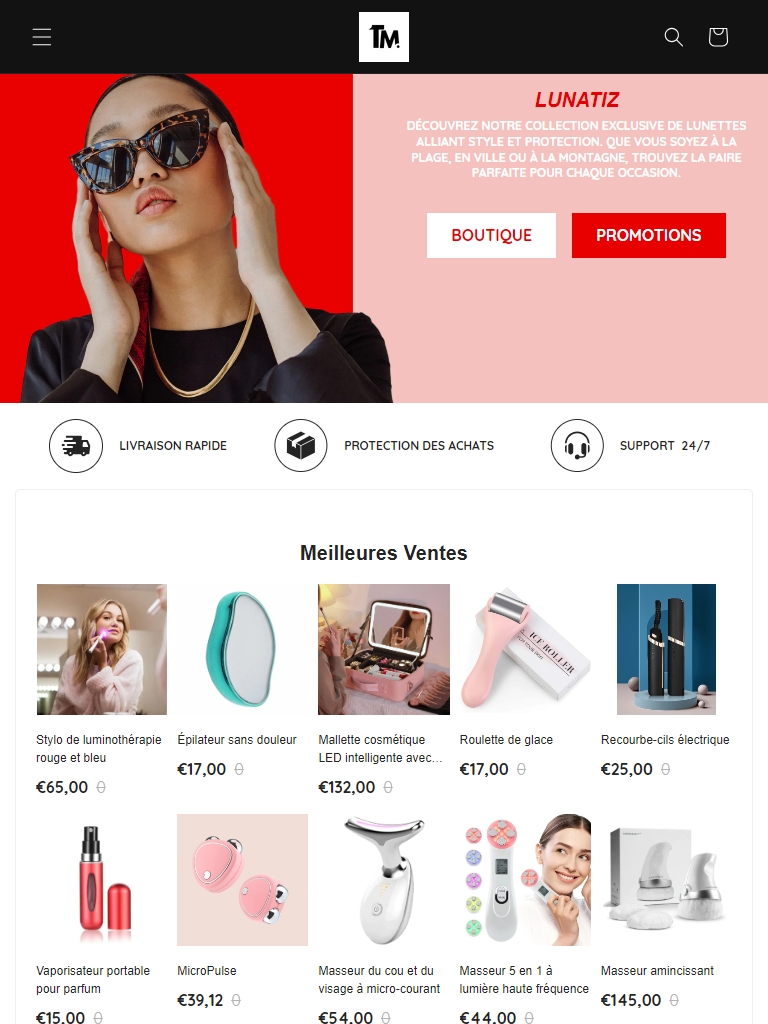 TM.
LUNATIZ
DÉCOUVREZ NOTRE COLLECTION EXCLUSIVE DE LUNETTES
ALLIANT STYLE ET PROTECTION. QUE VOUS SOYEZ À LA
PLAGE, EN VILLE OU À LA MONTAGNE, TROUVEZ LA PAIRE
PARFAITE POUR CHAQUE OCCASION.
BOUTIQUE
PROMOTIONS
LIVRAISON RAPIDE
PROTECTION DES ACHATS
SUPPORT 24/7
Meilleures Ventes
ICE ROLLER
Stylo de luminothérapie
rouge et bleu
€65,00 0
Épilateur sans douleur
€17,00 0
Mallette cosmétique
LED intelligente avec...
€132,00 0
Roulette de glace
€17,00 0
Recourbe-cils électrique
€25,00 0
Vaporisateur portable
pour parfum
€15,00 0
MicroPulse
€39,12 0
Masseur du cou et du
visage à micro-courant
€54,00 0
Masseur 5 en 1 à
lumière haute fréquence
€44,00 0
Masseur amincissant
€145,00 0